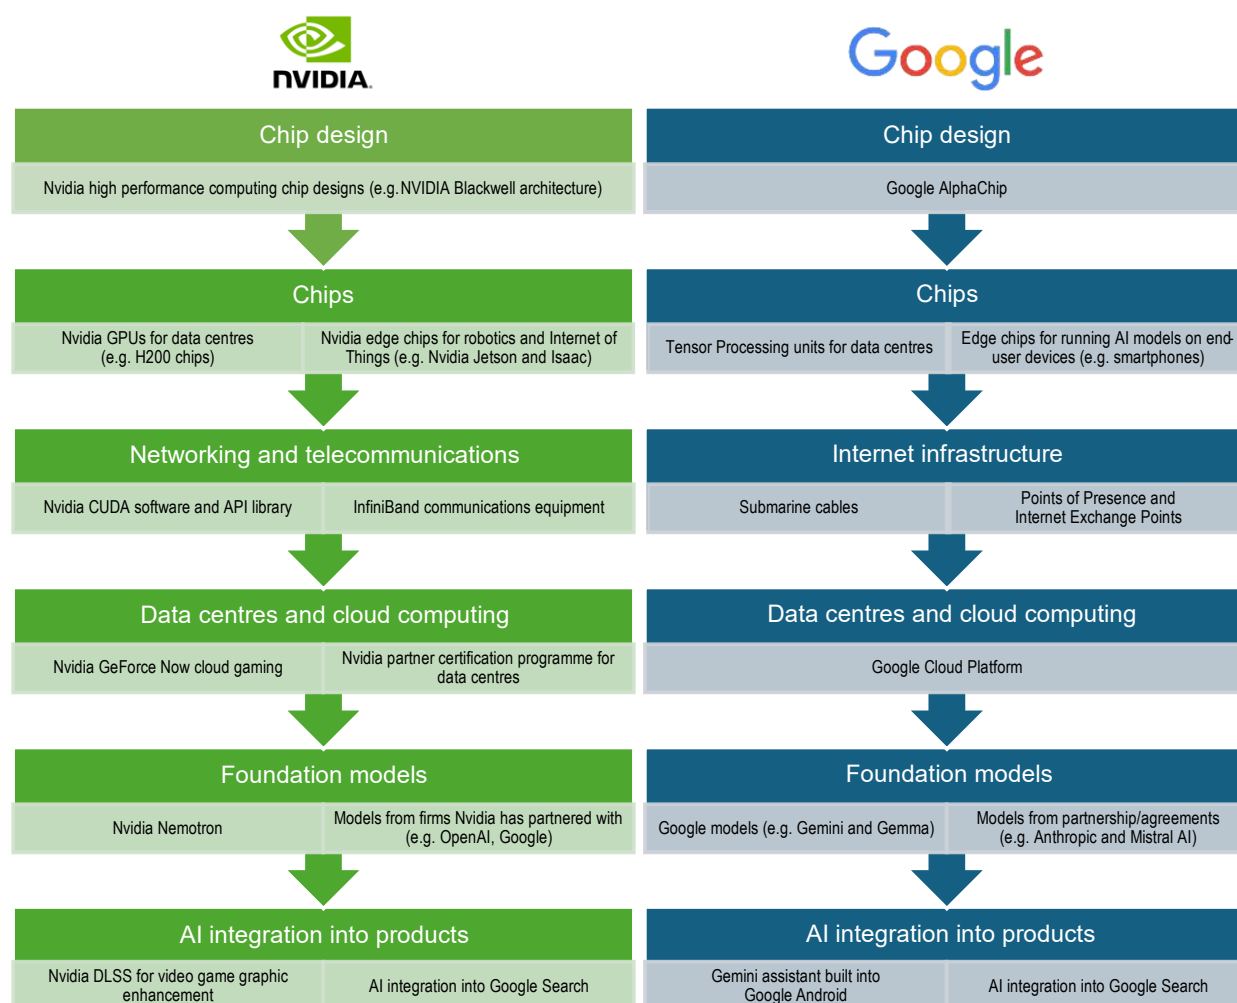 NVIDIA.
Chip design
Nvidia high performance computing chip designs (e.g. NVIDIA Blackwell architecture)
Chips
Nvidia GPUs for data centres
(e.g. H200 chips)
Nvidia edge chips for robotics and Internet of
Things (e.g. Nvidia Jetson and Isaac)
Networking and telecommunications
Nvidia CUDA software and API library
InfiniBand communications equipment
Data centres and cloud computing
Nvidia GeForce Now cloud gaming
Nvidia partner certification programme for
data centres
Foundation models
Nvidia Nemotron
Models from firms Nvidia has partnered with
(e.g. OpenAI, Google)
AI integration into products
Nvidia DLSS for video game graphic
enhancement
AI integration into Google Search
Google
Chip design
Google AlphaChip
Chips
Tensor Processing units for data centres
Edge chips for running AI models on end-
user devices (e.g. smartphones)
Internet infrastructure
Submarine cables
Points of Presence and
Internet Exchange Points
Data centres and cloud computing
Google Cloud Platform
Foundation models
Google models (e.g. Gemini and Gemma)
Models from partnership/agreements
(e.g. Anthropic and Mistral AI)
AI integration into products
Gemini assistant built into
Google Android
AI integration into Google Search